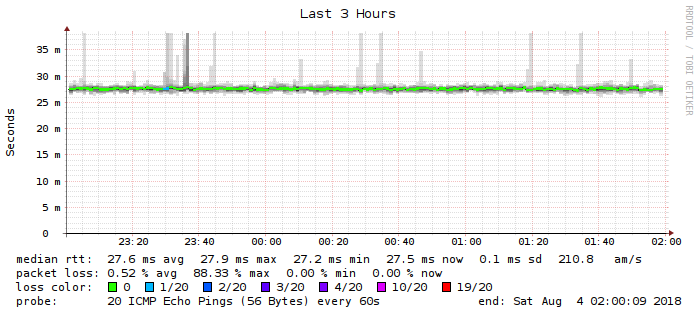 Last 3 Hours
RRDTOOL / TOBI OETIKER
Seconds
35 m
30 m
25 m
20 m
15 m
10 m
5 m
0
23:20 23:40 00:00 00:20 00:40 01:00 01:20 01:40 02:00
median rtt: 27.6 ms avg 27.9 ms max 27.2 ms min 27.5 ms now 0.1 ms sd 210.8 am/s
packet loss: 0.52 % avg 88.33 % max 0.00 % min 0.00 % now
loss color: 0 1/20 2/20 3/20 4/20 10/20 19/20
probe: 20 ICMP Echo Pings (56 Bytes) every 60s end: Sat Aug 4 02:00:09 2018